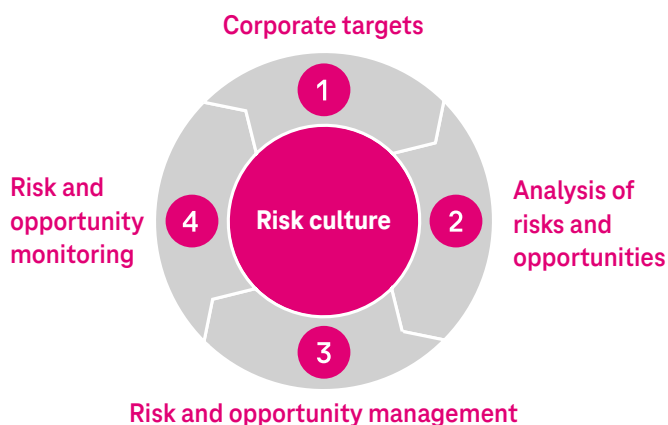 Corporate targets
1
Risk and
opportunity
monitoring
4
Risk culture
2
Analysis of
risks and
opportunities
3
Risk and opportunity management